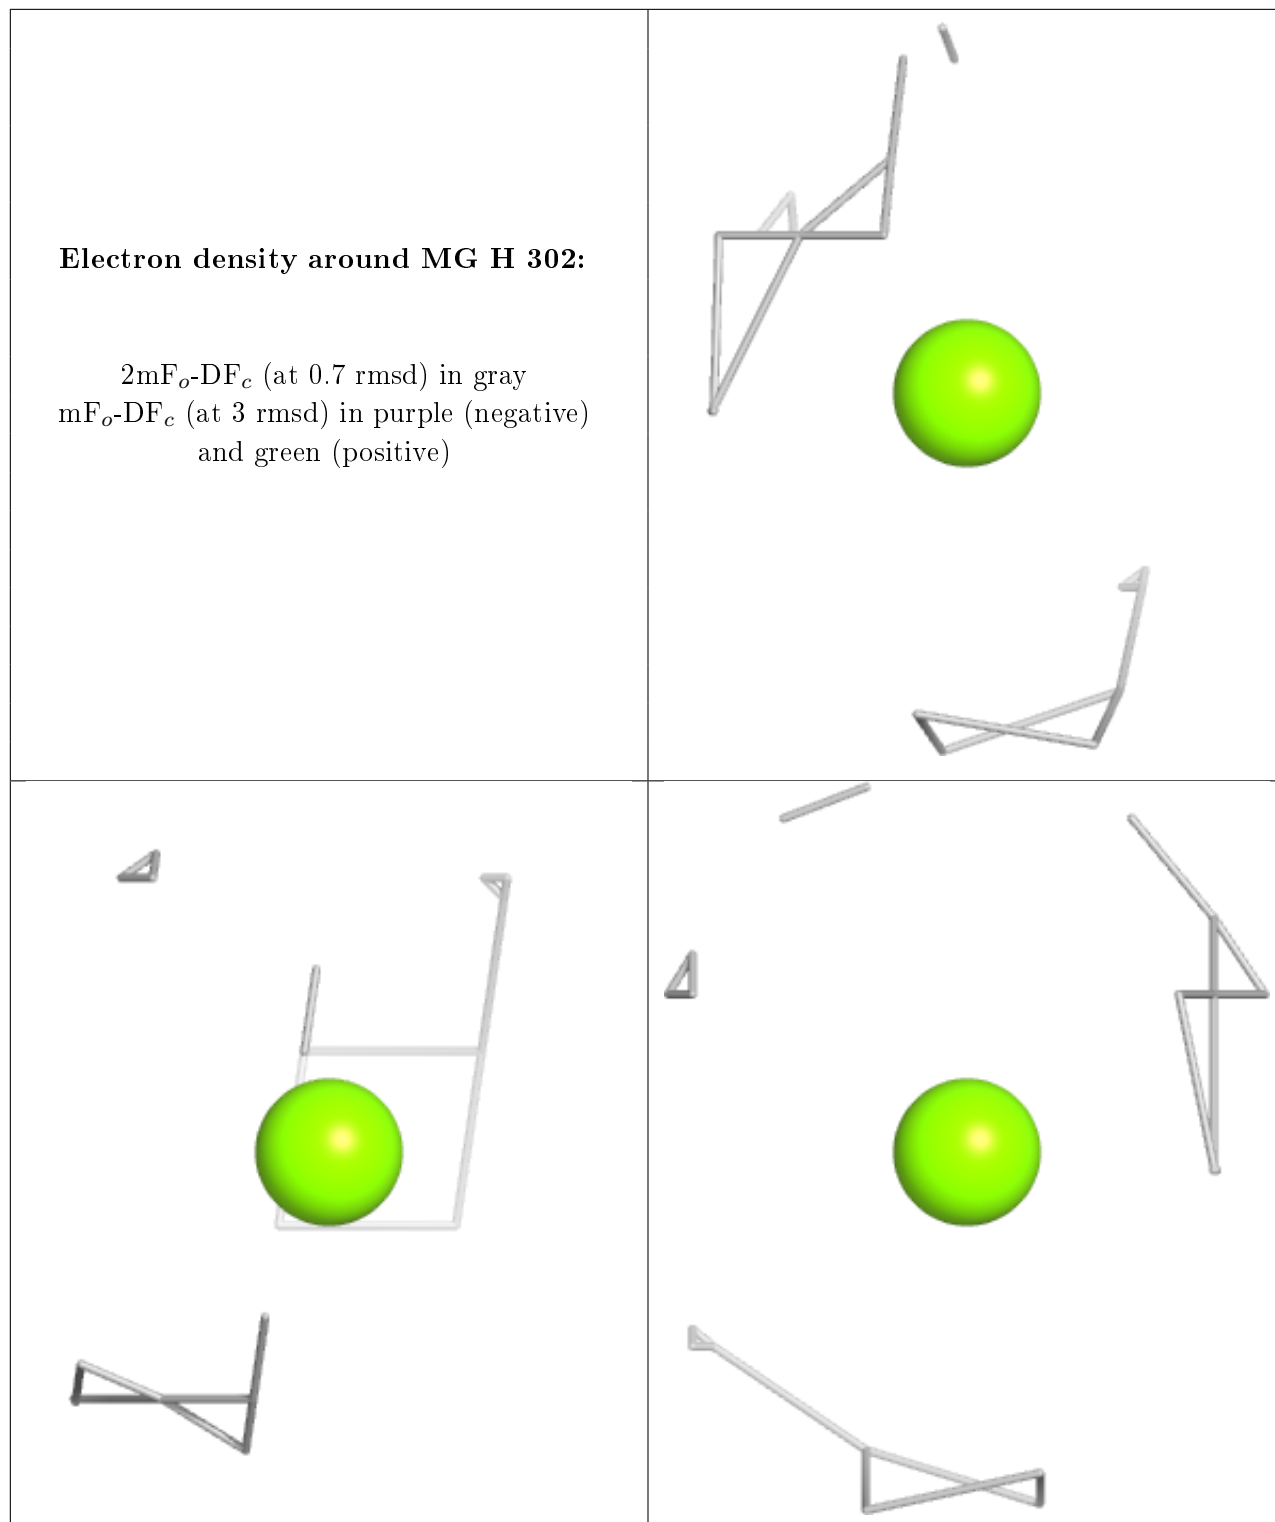 Electron density around MG H 302:
2mFo-DFc (at 0.7 rmsd) in gray
mFo-DFc (at 3 rmsd) in purple (negative)
and green (positive)